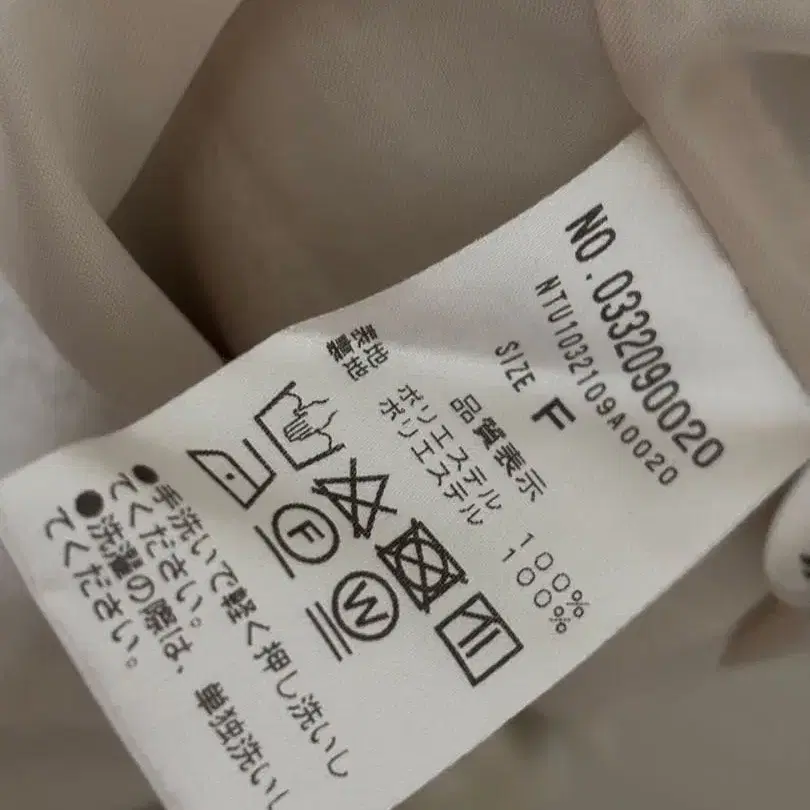 NO.0332090020
NTU1032109A0020
SIZE F
品質表示
表地 ポリエステル 100%
裏地 ポリエステル 100%
F
W
●手洗いで軽く押し洗いし
てください。
●洗濯の際は、単独洗いし
てください。